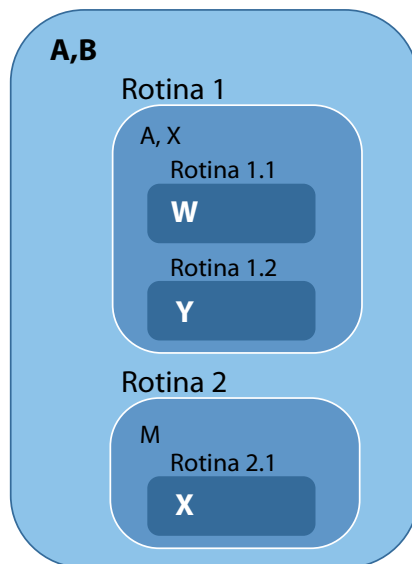 A,B
Rotina 1
A, X
Rotina 1.1
W
Rotina 1.2
Y
Rotina 2
M
Rotina 2.1
X